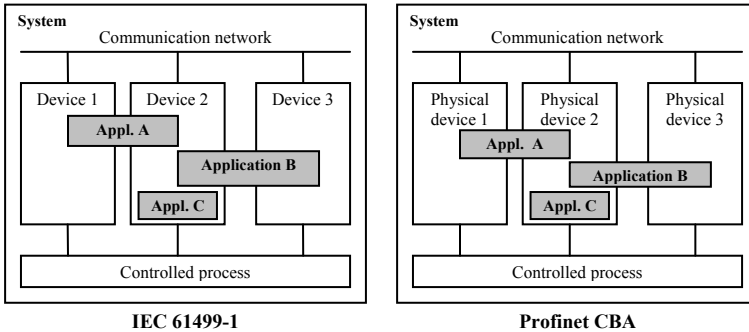 System
Communication network
Device 1
Device 2
Device 3
Appl. A
Application B
Appl. C
Controlled process
IEC 61499-1
System
Communication network
Physical
device 1
Physical
device 2
Physical
device 3
Appl. A
Application B
Appl. C
Controlled process
Profinet CBA